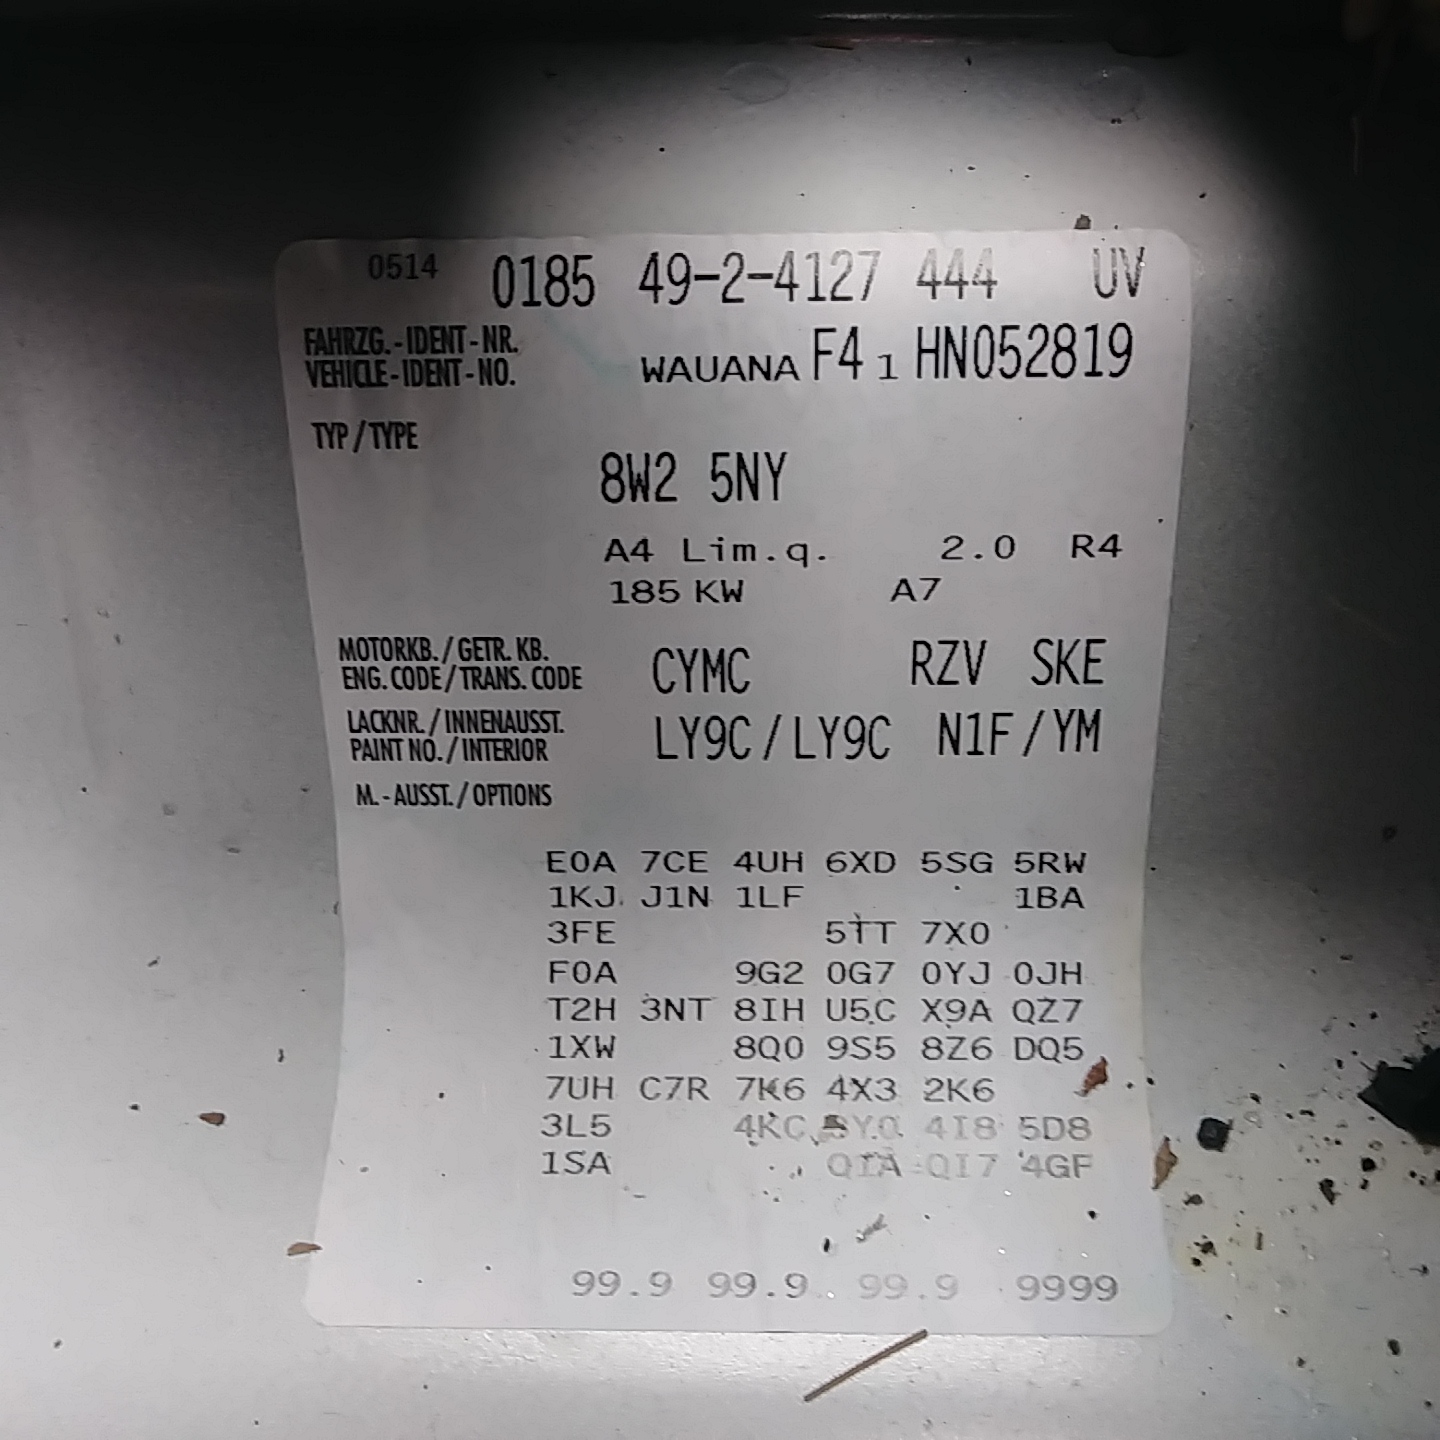 0514 0185 49-2-4127 444 UV
FAHRZG.-IDENT-NR.
VEHICLE-IDENT-NO. WAUANA F4 1 HN052819
TYP/TYPE
8W2 5NY
A4 Lim.q. 2.0 R4
185 KW A7
MOTORKB./GETR. KB.
ENG. CODE/TRANS. CODE CYMC RZV SKE
LACKNR./INNENAUSST.
PAINT NO./INTERIOR LY9C/LY9C N1F/YM
M.-AUSST./OPTIONS
E0A 7CE 4UH 6XD 5SG 5RW
1KJ J1N 1LF 1BA
3FE 5TT 7X0
F0A 9G2 0G7 0YJ 0JH
T2H 3NT 8IH U5C X9A QZ7
1XW 8Q0 9S5 8Z6 DQ5
7UH C7R 7K6 4X3 2K6
3L5 4KC 4I8 5D8
1SA QIA QI7 4GF
99.9 99.9 99.9 9999